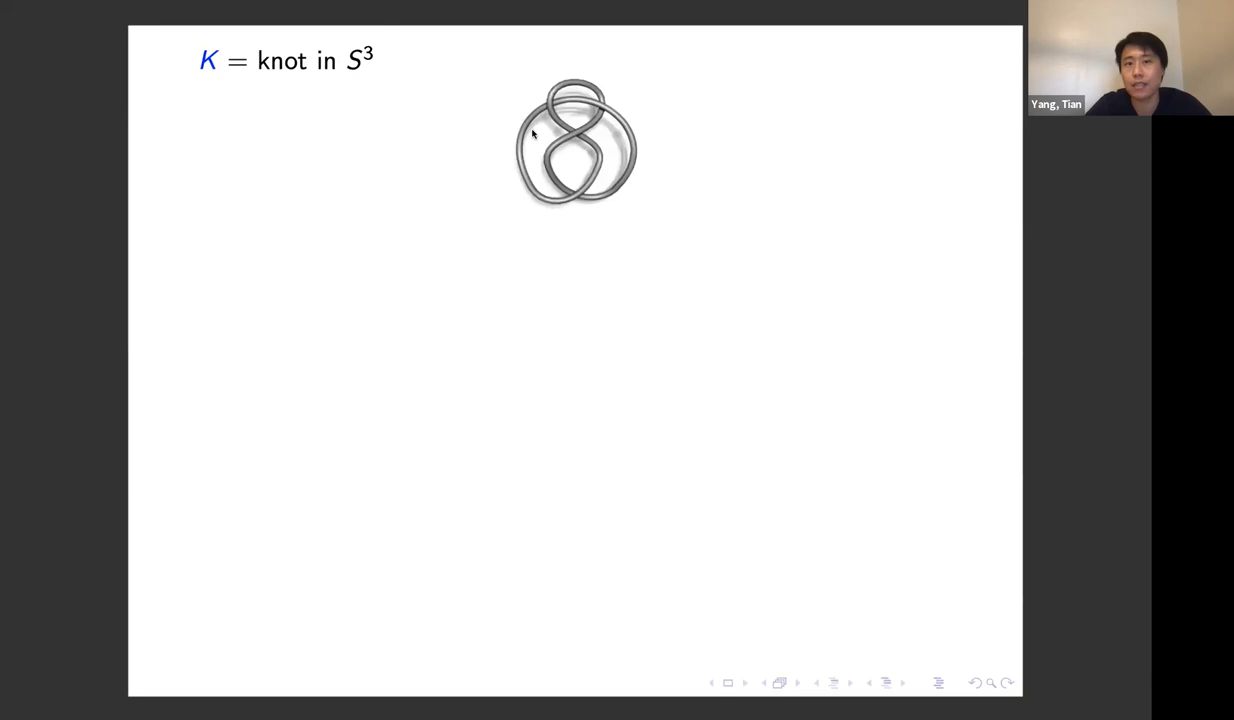 K = knot in S³
Yang, Tian